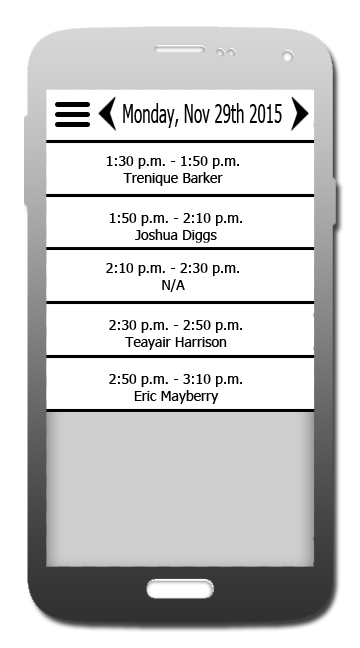 Monday, Nov 29th 2015
1:30 p.m. - 1:50 p.m.
Trenique Barker
1:50 p.m. - 2:10 p.m.
Joshua Diggs
2:10 p.m. - 2:30 p.m.
N/A
2:30 p.m. - 2:50 p.m.
Teayair Harrison
2:50 p.m. - 3:10 p.m.
Eric Mayberry